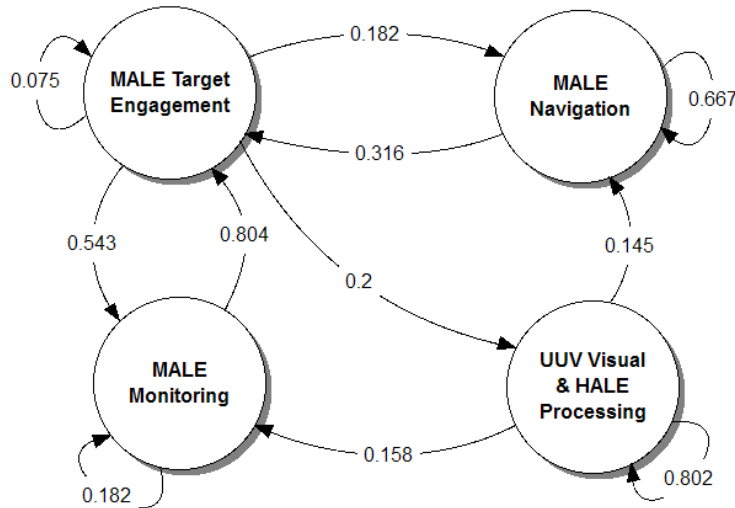 0.182
0.075
MALE Target
Engagement
MALE
Navigation
0.667
0.316
0.543
0.804
0.2
0.145
MALE
Monitoring
UUV Visual
& HALE
Processing
0.158
0.182
0.802